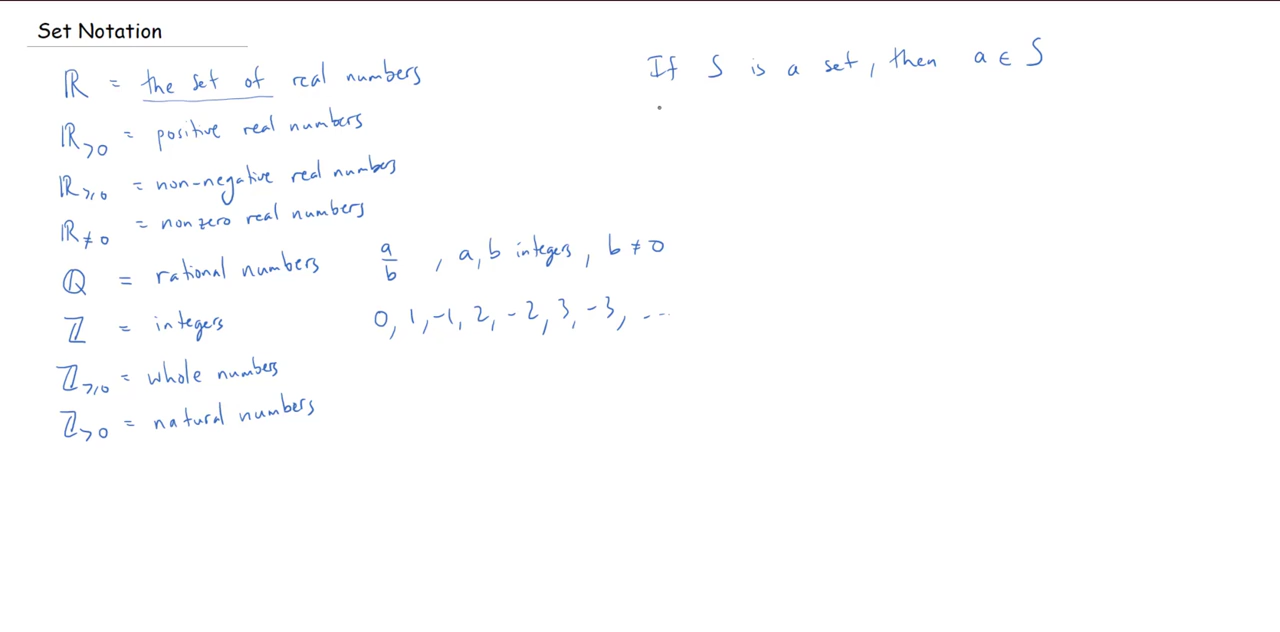 Set Notation
ℝ = the set of real numbers
ℝ>0 = positive real numbers
ℝ⩾0 = non-negative real numbers
ℝ≠0 = nonzero real numbers
ℚ = rational numbers a/b , a, b integers, b ≠ 0
ℤ = integers 0, 1, -1, 2, -2, 3, -3, ...
ℤ⩾0 = whole numbers
ℤ>0 = natural numbers
If S is a set, then a ∈ S